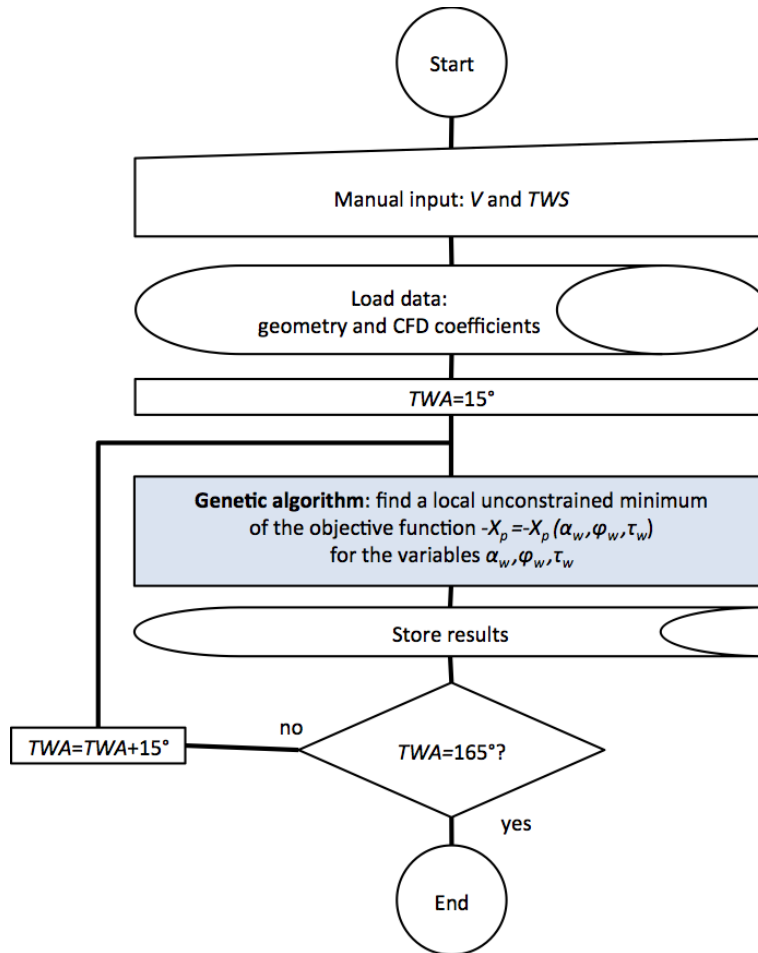 Start
Manual input: V and TWS
Load data:
geometry and CFD coefficients
TWA=15°
Genetic algorithm: find a local unconstrained minimum
of the objective function -Xp=-Xp(αw,φw,τw)
for the variables αw,φw,τw
Store results
no
TWA=TWA+15°
TWA=165°?
yes
End